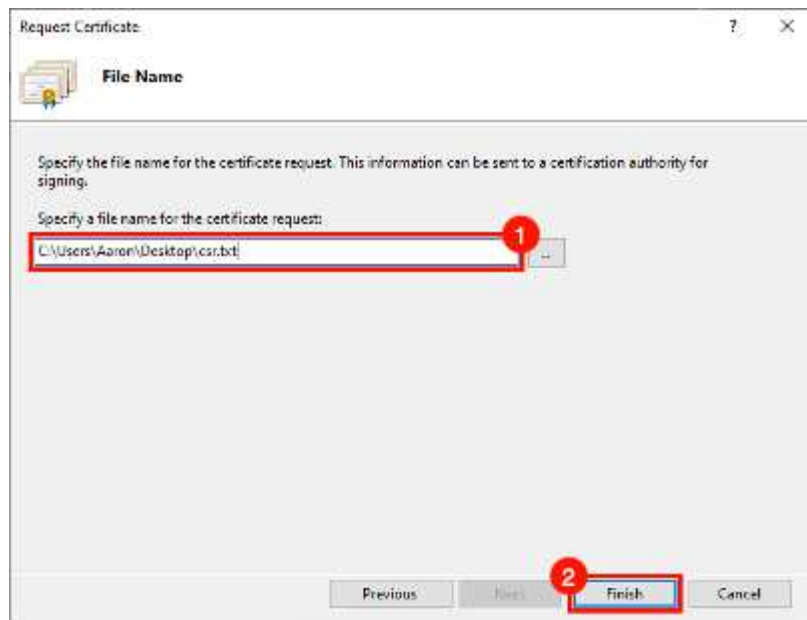 Request Certificate
?
File Name
Specify the file name for the certificate request. This information can be sent to a certification authority for
signing.
Specify a file name for the certificate request:
1
C:\Users\Aaron\Desktop\csr.txt
...
2
Previous
Next
Finish
Cancel